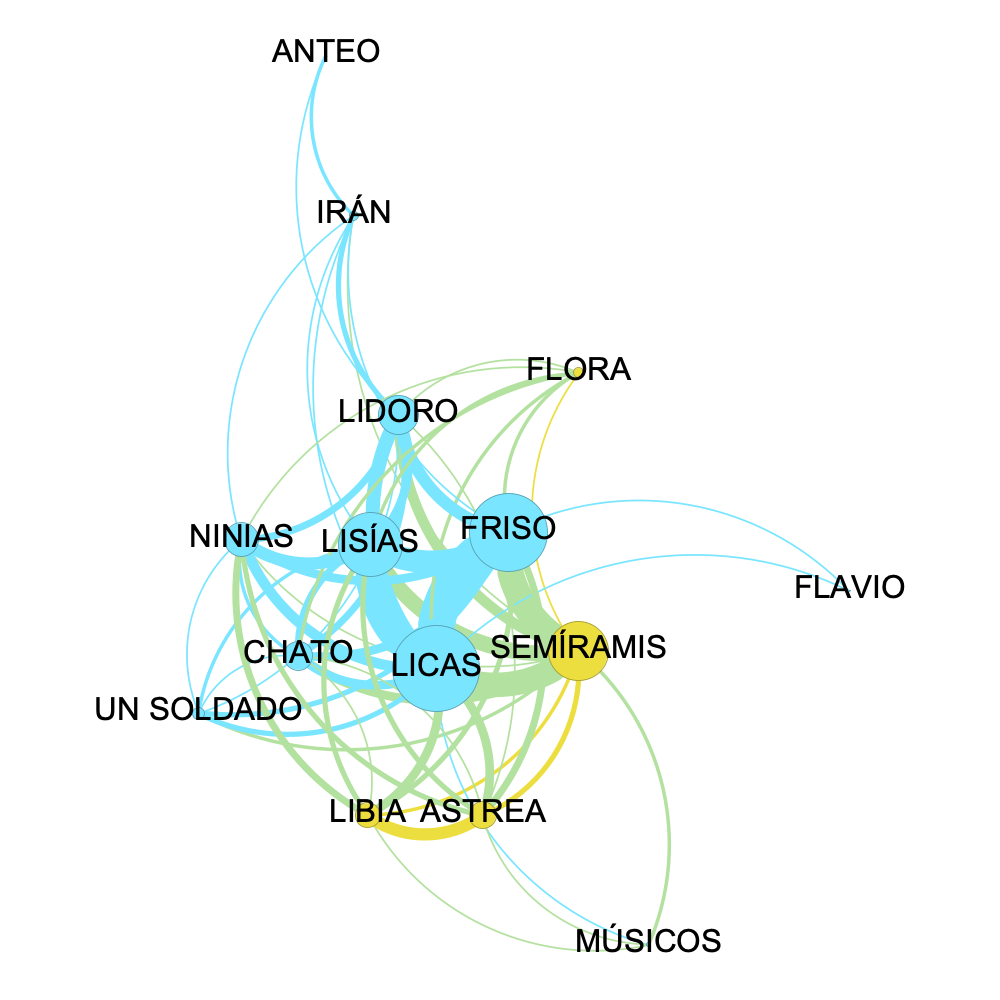 ANTEO
IRÁN
FLORA
LIDORO
FRISO
NINIAS
LISÍAS
FLAVIO
SEMÍRAMIS
CHATO
LICAS
UN SOLDADO
LIBIA
ASTREA
MÚSICOS